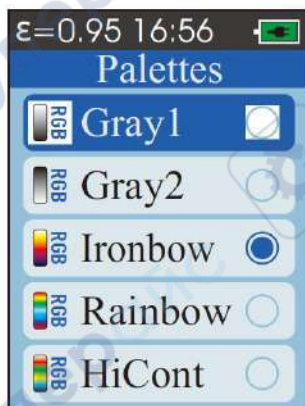 ε=0.95 16:56
Palettes
RGB Gray1
RGB Gray2
RGB Ironbow
RGB Rainbow
RGB HiCont